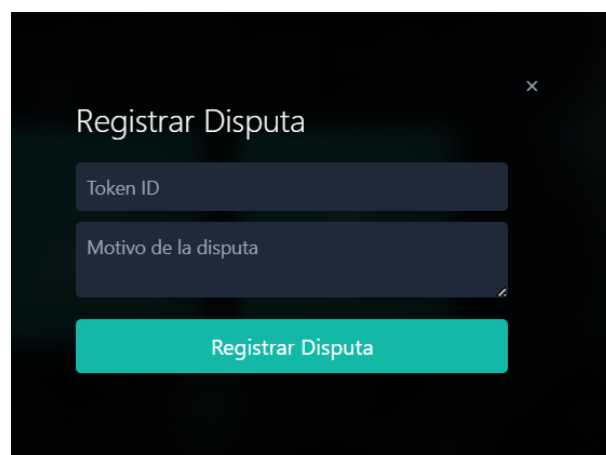 ×
Registrar Disputa
Token ID
Motivo de la disputa
Registrar Disputa